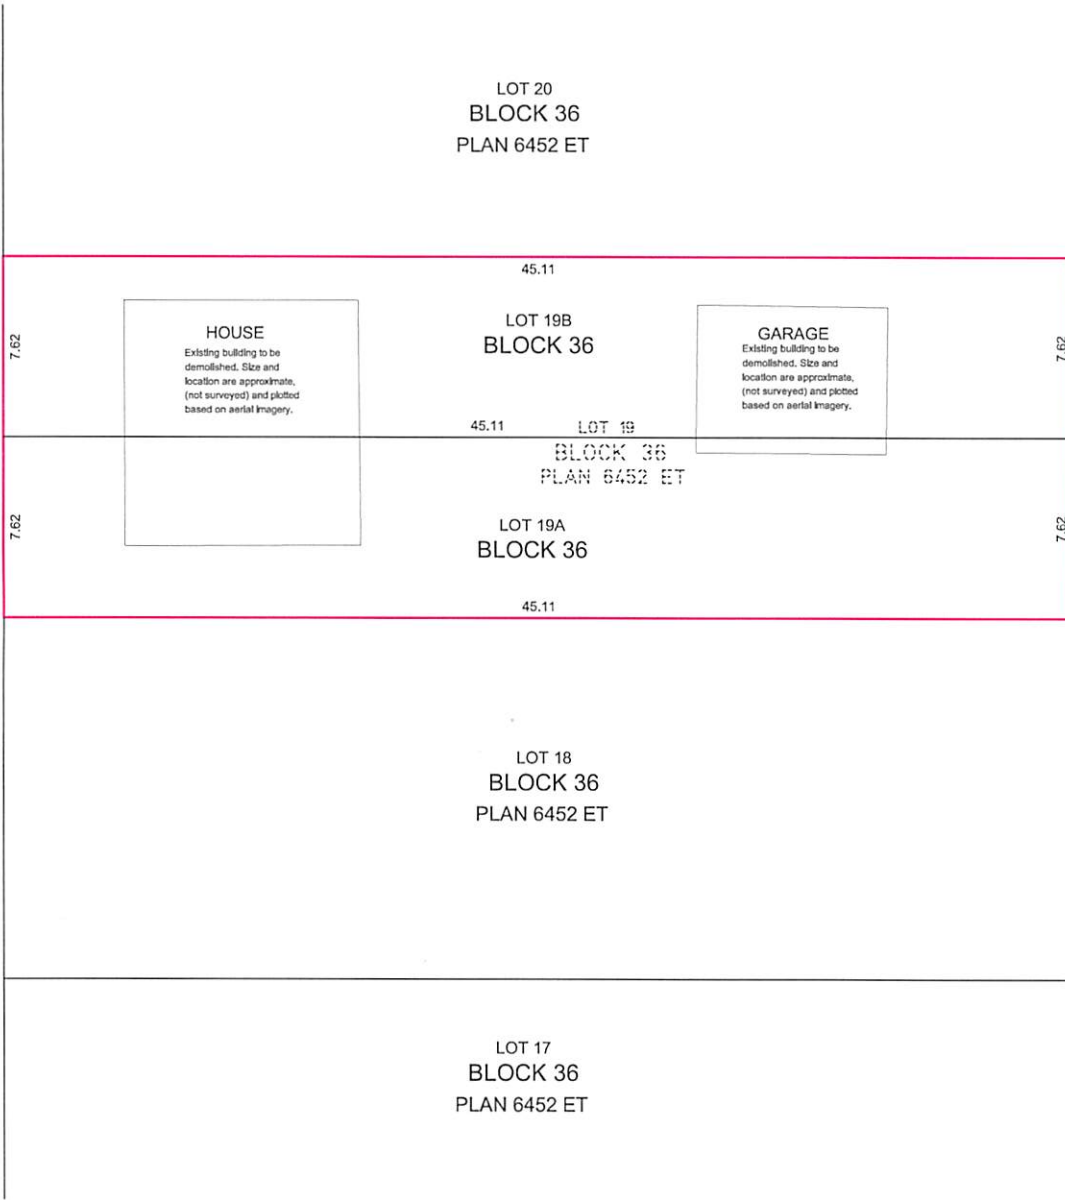 LOT 20
BLOCK 36
PLAN 6452 ET
45.11
7.62
HOUSE
Existing building to be
demolished. Size and
location are approximate,
(not surveyed) and plotted
based on aerial imagery.
LOT 19B
BLOCK 36
GARAGE
Existing building to be
demolished. Size and
location are approximate,
(not surveyed) and plotted
based on aerial imagery.
7.62
45.11
LOT 19
BLOCK 36
PLAN 6452 ET
7.62
LOT 19A
BLOCK 36
7.62
45.11
LOT 18
BLOCK 36
PLAN 6452 ET
LOT 17
BLOCK 36
PLAN 6452 ET